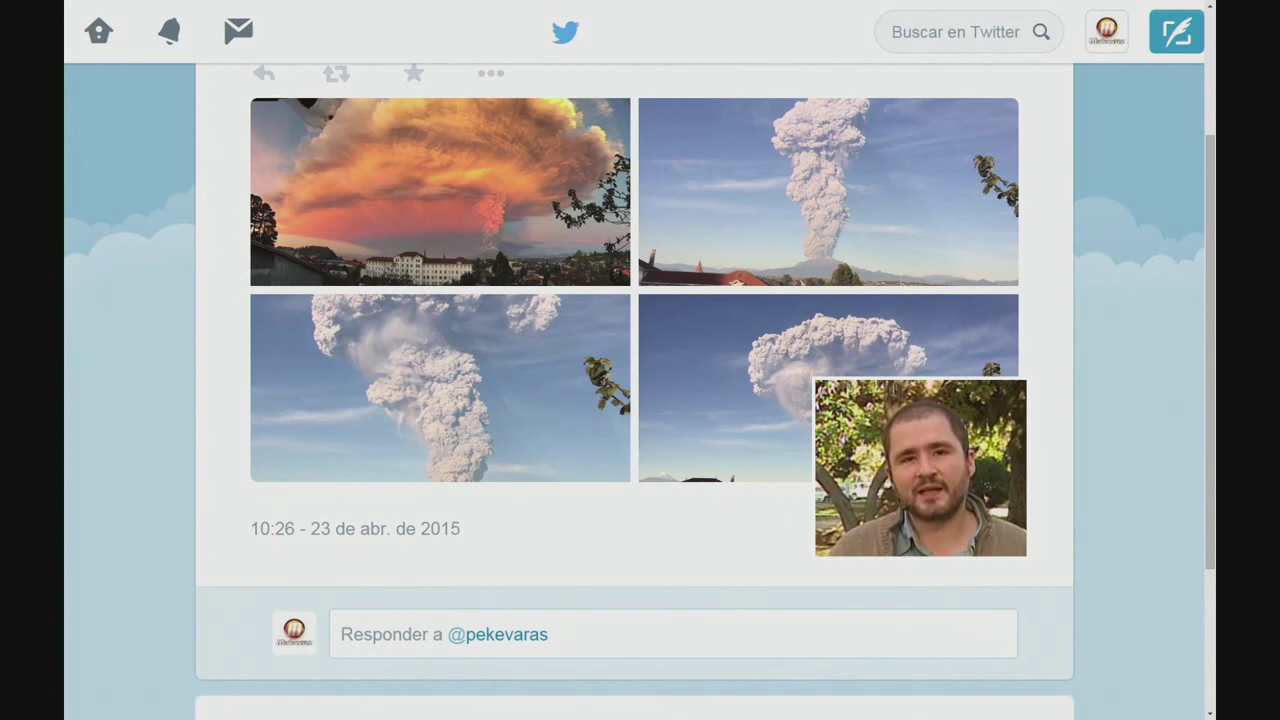 Buscar en Twitter
10:26 - 23 de abr. de 2015
Responder a @pekevaras